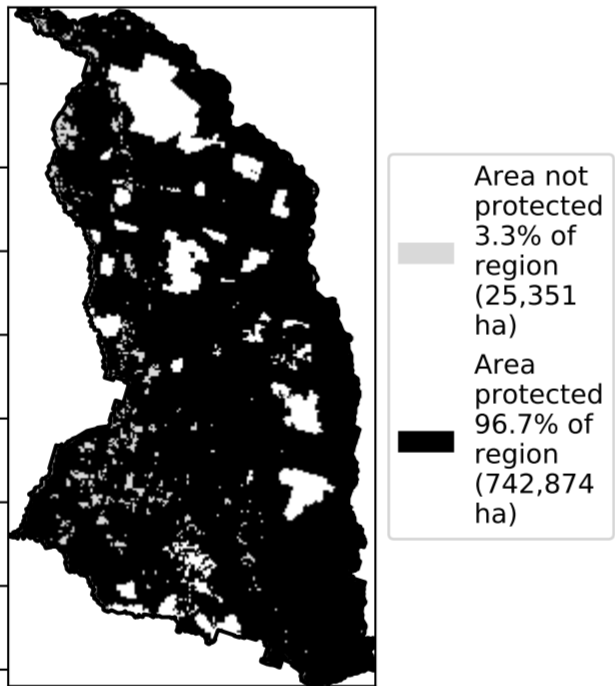 Area not
protected
3.3% of
region
(25,351
ha)
Area
protected
96.7% of
region
(742,874
ha)